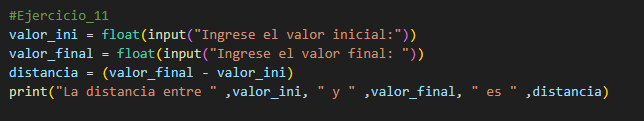 #Ejercicio_11
valor_ini = float(input("Ingrese el valor inicial:"))
valor_final = float(input("Ingrese el valor final: "))
distancia = (valor_final - valor_ini)
print("La distancia entre " ,valor_ini, " y " ,valor_final, " es " ,distancia)